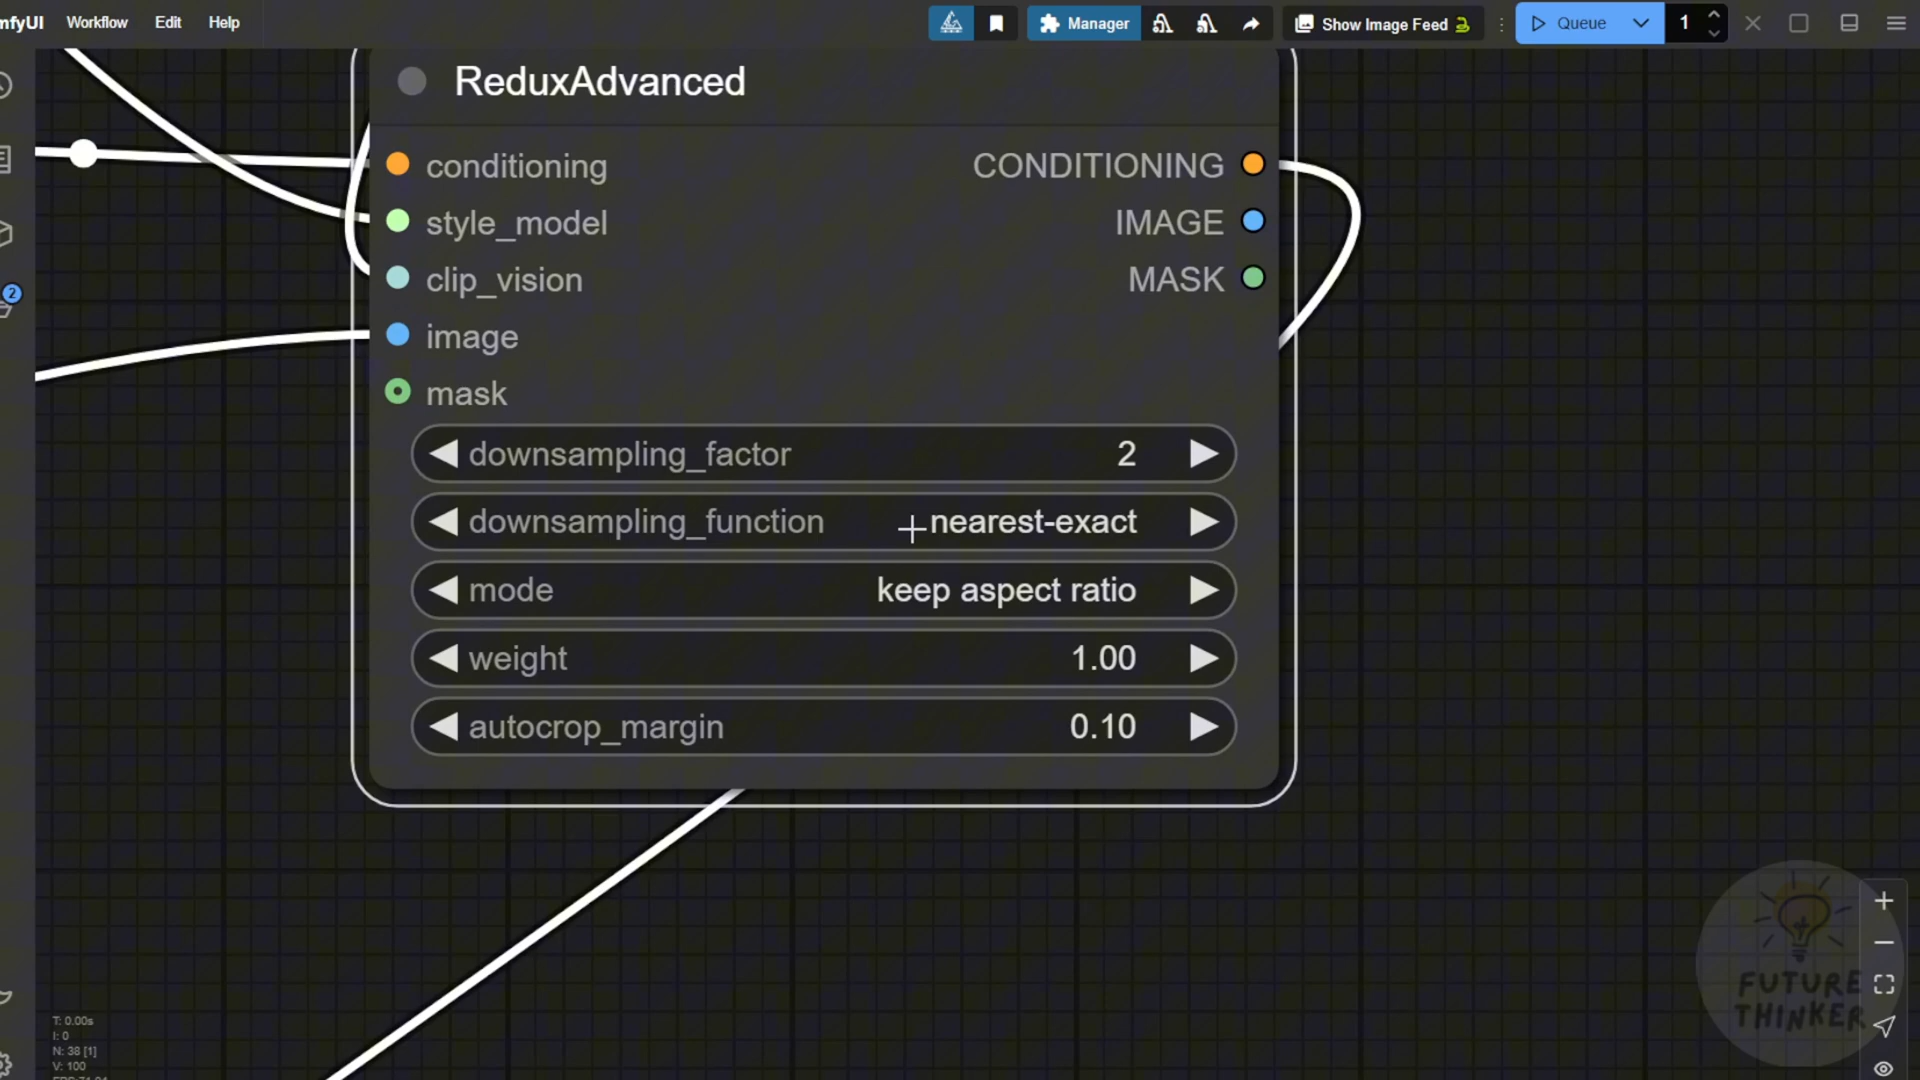 mfyUI Workflow Edit Help Manager Show Image Feed Queue 1
ReduxAdvanced
conditioning CONDITIONING
style_model IMAGE
clip_vision MASK
image
mask
2
downsampling_factor 2
downsampling_function nearest-exact
mode keep aspect ratio
weight 1.00
autocrop_margin 0.10
FUTURE
THINKER
T: 0.00s
I: 0
N: 38 [1]
V: 100